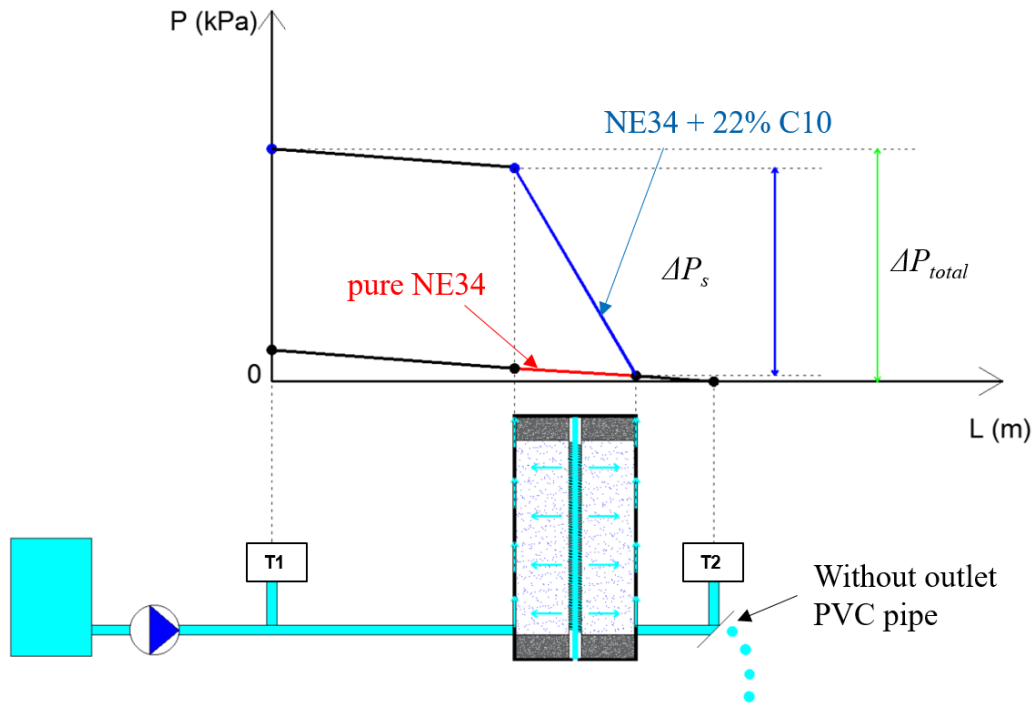 P (kPa)
NE34 + 22% C10
ΔPs
ΔPtotal
pure NE34
0
L (m)
T1
T2
Without outlet
PVC pipe